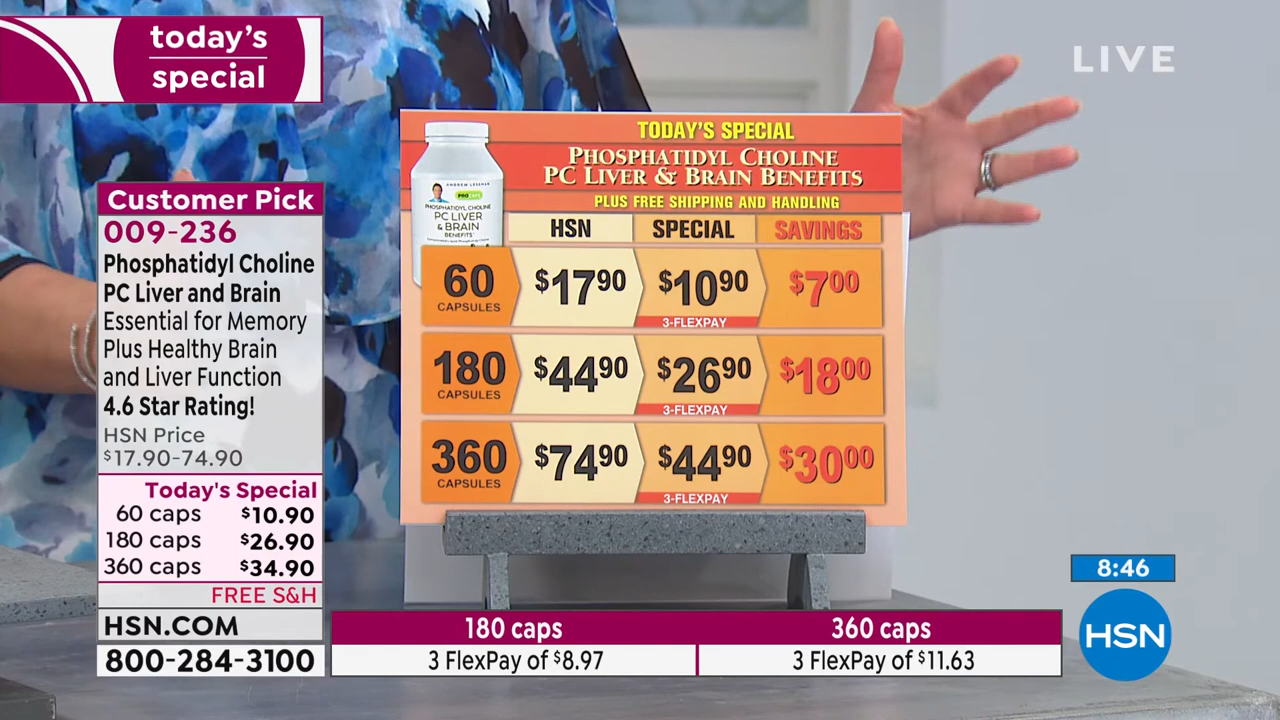 today's
special
LIVE
Customer Pick
009-236
Phosphatidyl Choline
PC Liver and Brain
Essential for Memory
Plus Healthy Brain
and Liver Function
4.6 Star Rating!
HSN Price
$17.90-74.90
Today's Special
60 caps $10.90
180 caps $26.90
360 caps $34.90
FREE S&H
HSN.COM
800-284-3100
TODAY'S SPECIAL
PHOSPHATIDYL CHOLINE
PC LIVER & BRAIN BENEFITS
PLUS FREE SHIPPING AND HANDLING
HSN SPECIAL SAVINGS
60 CAPSULES $17.90 $10.90 $7.00
3-FLEXPAY
180 CAPSULES $44.90 $26.90 $18.00
3-FLEXPAY
360 CAPSULES $74.90 $44.90 $30.00
3-FLEXPAY
ANDREW LESSMAN
PROCAPS
PHOSPHATIDYL CHOLINE
PC LIVER
& BRAIN
BENEFITS
180 caps
3 FlexPay of $8.97
360 caps
3 FlexPay of $11.63
8:46
HSN